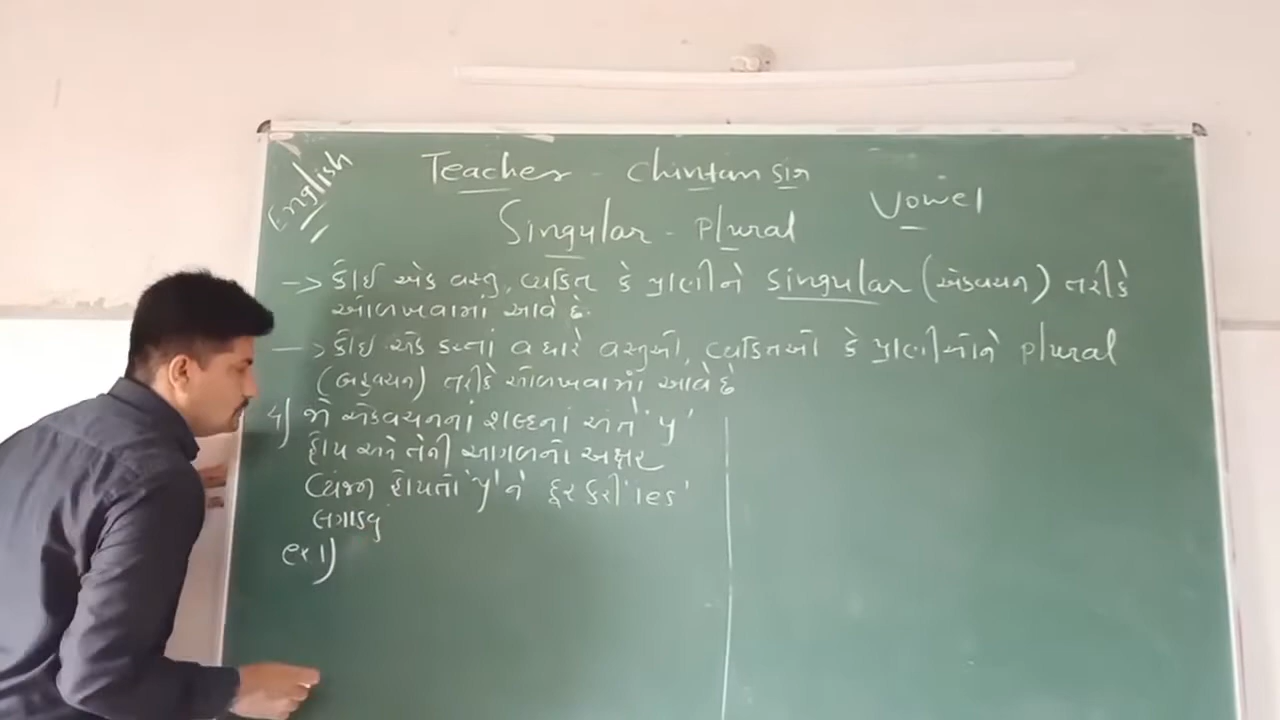 English
Teacher - Chintan Sir
Vowel
Singular - Plural
-> કોઈ એક વસ્તુ, વ્યકિત કે પ્રાણીને Singular (એકવચન) તરીકે
ઓળખવામાં આવે છે.
-> કોઈ એક કરતાં વધારે વસ્તુઓ, વ્યકિતઓ કે પ્રાણીઓને plural
(બહુવચન) તરીકે ઓળખવામાં આવે છે
4) જો એકવચનનાં શબ્દનાં અંતે 'y'
હોય અને તેની આગળનો અક્ષર
વ્યંજન હોયતો 'y' ને દૂર કરી 'ies'
લગાડવું
ex. 1)